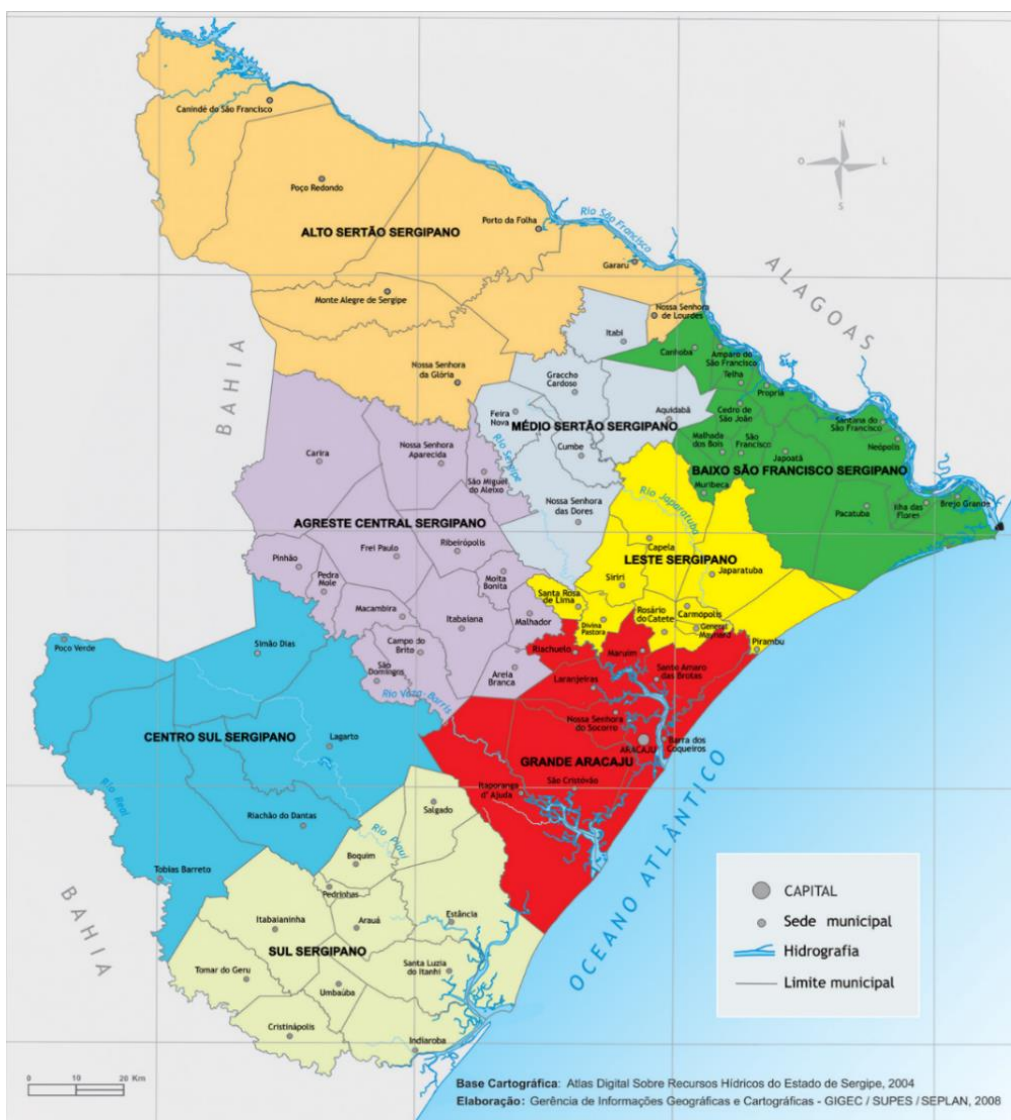 Canindé do São Francisco
N
O
L
S
Poço Redondo
Rio São Francisco
Porto da Folha
ALTO SERTÃO SERGIPANO
Gararu
ALAGOAS
Monte Alegre de Sergipe
Nossa Senhora
de Lourdes
Itabi
Canhoba
Amparo do
São Francisco
BAHIA
Nossa Senhora
da Glória
Graccho
Cardoso
Telha
Propriá
Feira
Nova
Aquidabã
Cedro de
São João
Santana do
São Francisco
MÉDIO SERTÃO SERGIPANO
Neópolis
Carira
Nossa Senhora
Aparecida
Rio Sergipe
Cumbe
Malhada
dos Bois
São
Francisco
Japoatã
BAIXO SÃO FRANCISCO SERGIPANO
São Miguel
do Aleixo
Muribeca
Rio Japaratuba
Nossa Senhora
das Dores
Pacatuba
Ilha das
Flores
Brejo Grande
AGRESTE CENTRAL SERGIPANO
Capela
Frei Paulo
Ribeirópolis
LESTE SERGIPANO
Pinhão
Pedra
Mole
Moita
Bonita
Siriri
Japaratuba
Santa Rosa
de Lima
Macambira
Itabaiana
Malhador
Divina
Pastora
Rosário
do Catete
Carmópolis
General
Maynard
Pirambu
Poço Verde
Simão Dias
Campo do
Brito
São
Domingos
Areia
Branca
Riachuelo
Maruim
Santo Amaro
das Brotas
Rio Vaza-Barris
Laranjeiras
Nossa Senhora
do Socorro
CENTRO SUL SERGIPANO
Lagarto
ARACAJU
Barra dos
Coqueiros
GRANDE ARACAJU
Itaporanga
d' Ajuda
São Cristóvão
Rio Real
Salgado
Riachão do Dantas
Rio Piauí
OCEANO ATLÂNTICO
Tobias Barreto
Boquim
Pedrinhas
BAHIA
Itabaianinha
Arauá
Estância
SUL SERGIPANO
Tomar do Geru
Santa Luzia
do Itanhi
Umbaúba
Cristinápolis
Indiaroba
CAPITAL
Sede municipal
Hidrografia
Limite municipal
0 10 20 Km
Base Cartográfica: Atlas Digital Sobre Recursos Hídricos do Estado de Sergipe, 2004
Elaboração: Gerência de Informações Geográficas e Cartográficas - GIGEC / SUPES / SEPLAN, 2008